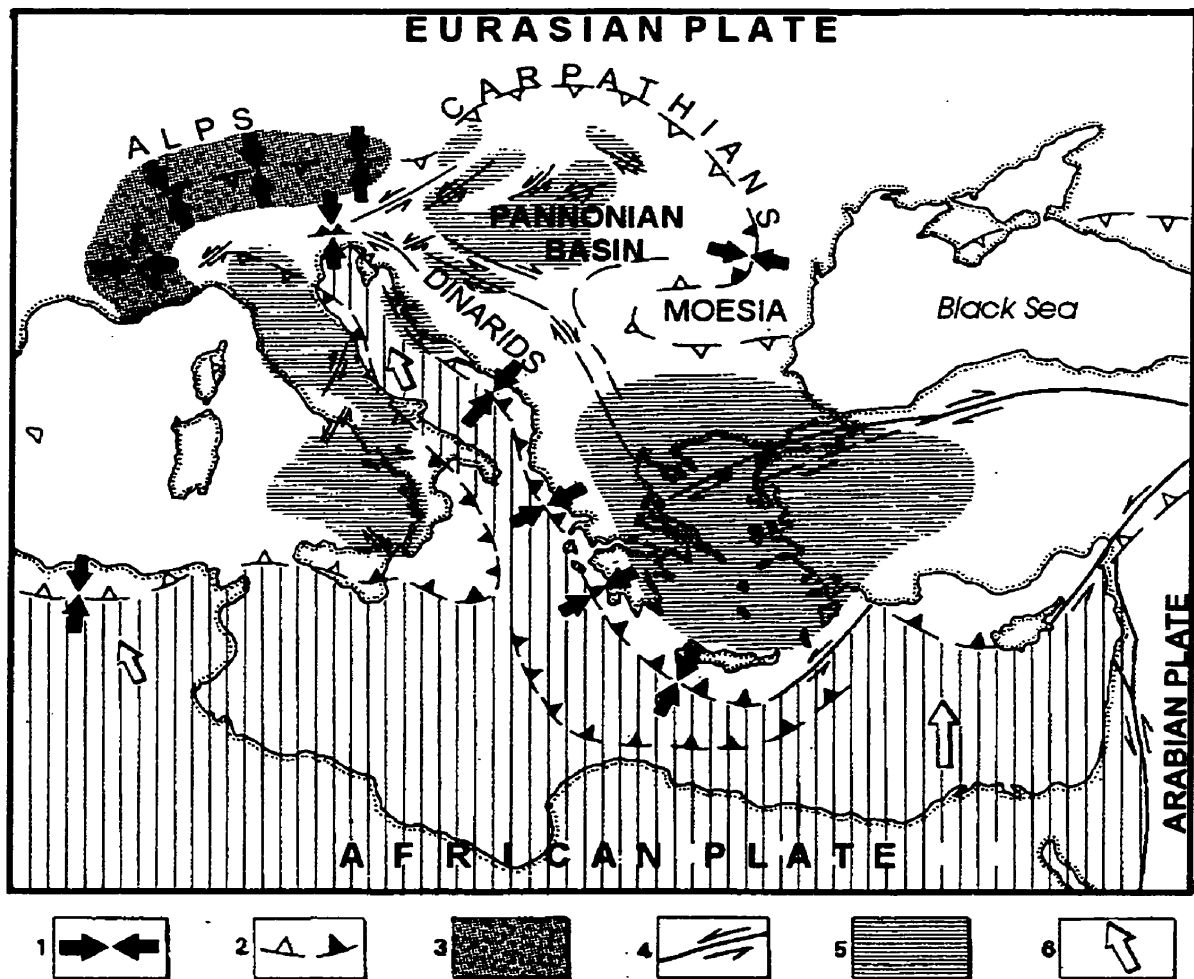 EURASIAN PLATE
CARPATHIANS
ALPS
PANNONIAN
BASIN
DINARIDS
MOESIA
Black Sea
ARABIAN PLATE
AFRICAN PLATE
1
2
3
4
5
6